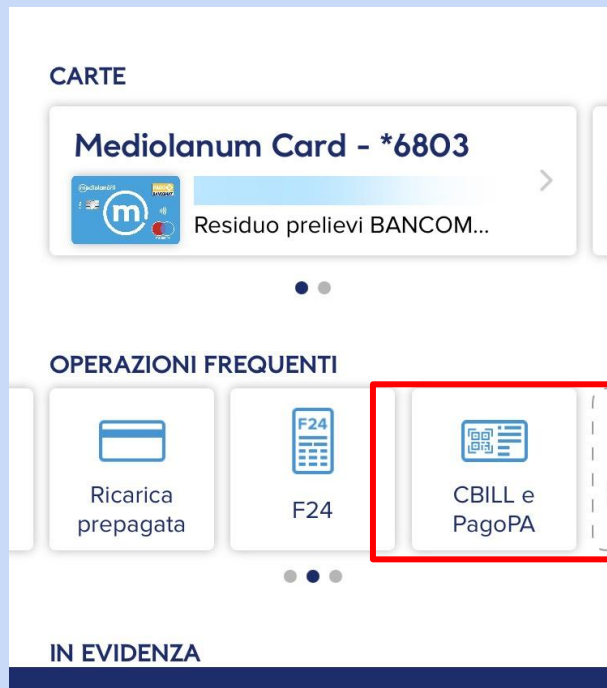 CARTE
Mediolanum Card - *6803
Residuo prelievi BANCOM...
OPERAZIONI FREQUENTI
Ricarica
prepagata
F24
F24
CBILL e
PagoPA
IN EVIDENZA